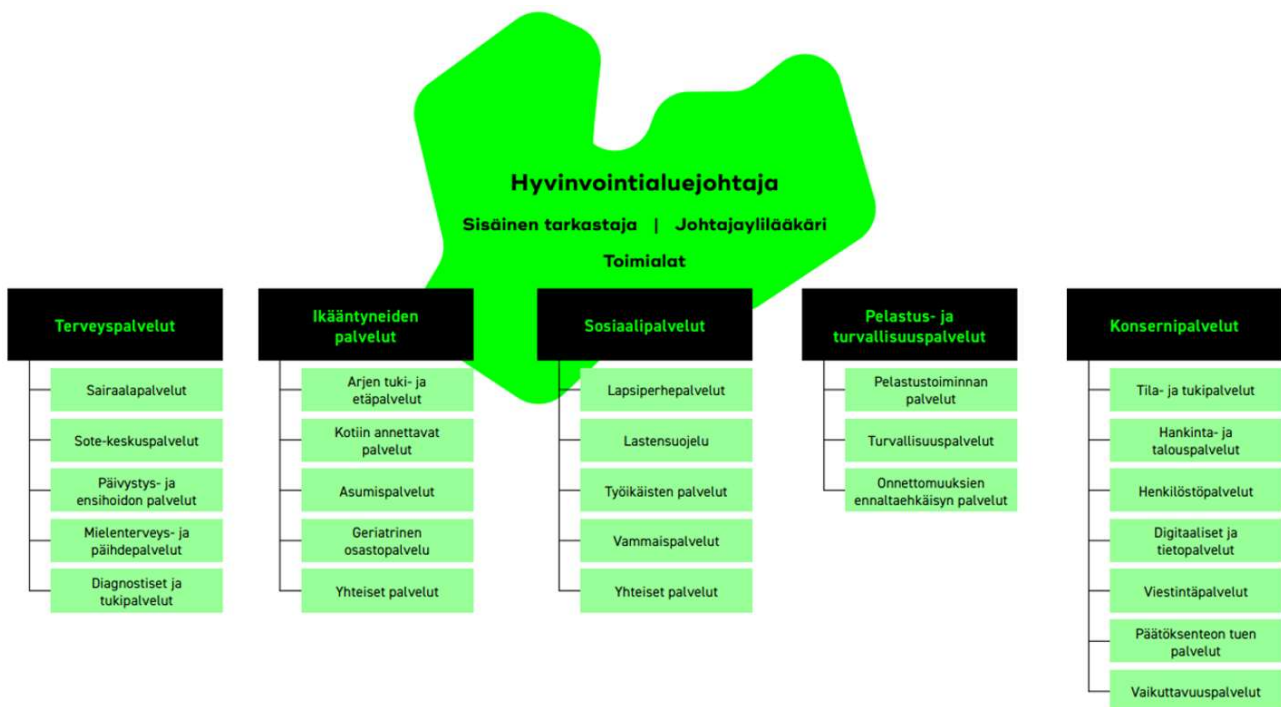 Hyvinvointialuejohtaja
Sisäinen tarkastaja | Johtajaylilääkäri
Toimialat
Terveyspalvelut
Sairaalapalvelut
Sote-keskuspalvelut
Päivystys- ja
ensihoidon palvelut
Mielenterveys- ja
päihdepalvelut
Diagnostiset ja
tukipalvelut
Ikääntyneiden
palvelut
Arjen tuki- ja
etäpalvelut
Kotiin annettavat
palvelut
Asumispalvelut
Geriatrinen
osastopalvelu
Yhteiset palvelut
Sosiaalipalvelut
Lapsiperhepalvelut
Lastensuojelu
Työikäisten palvelut
Vammaispalvelut
Yhteiset palvelut
Pelastus- ja
turvallisuuspalvelut
Pelastustoiminnan
palvelut
Turvallisuuspalvelut
Onnettomuuksien
ennaltaehkäisyn palvelut
Konsernipalvelut
Tila- ja tukipalvelut
Hankinta- ja
talouspalvelut
Henkilöstöpalvelut
Digitaaliset ja
tietopalvelut
Viestintäpalvelut
Päätöksenteon tuen
palvelut
Vaikuttavuuspalvelut